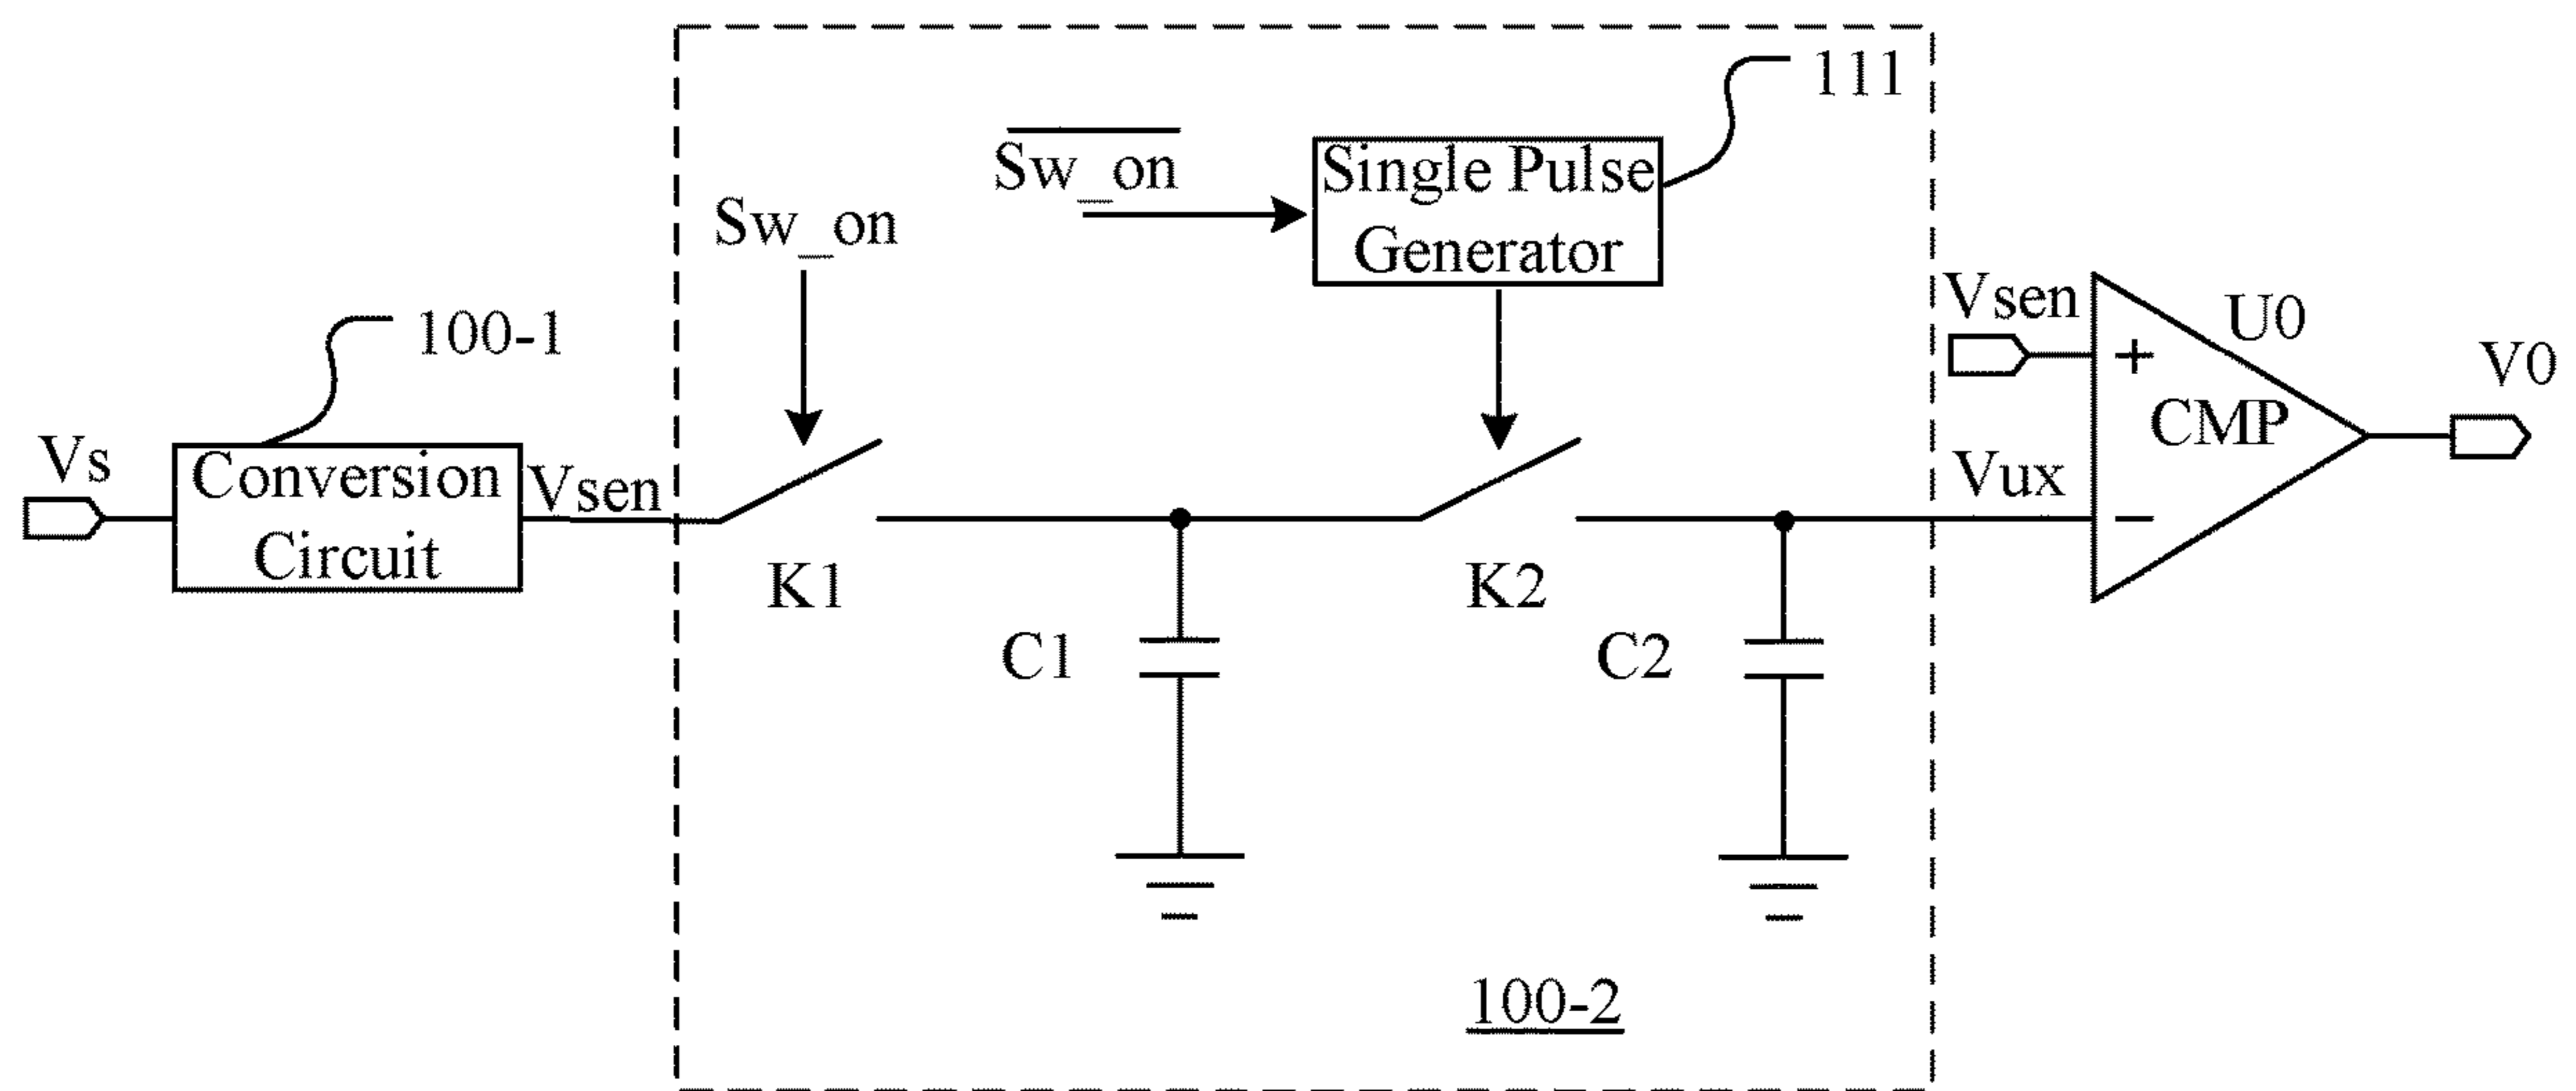 111
Sw_on
Single Pulse
Generator
Sw_on
100-1
Vs
Conversion
Circuit
Vsen
K1
C1
K2
C2
Vsen
+
U0
CMP
V0
Vux
−
100-2